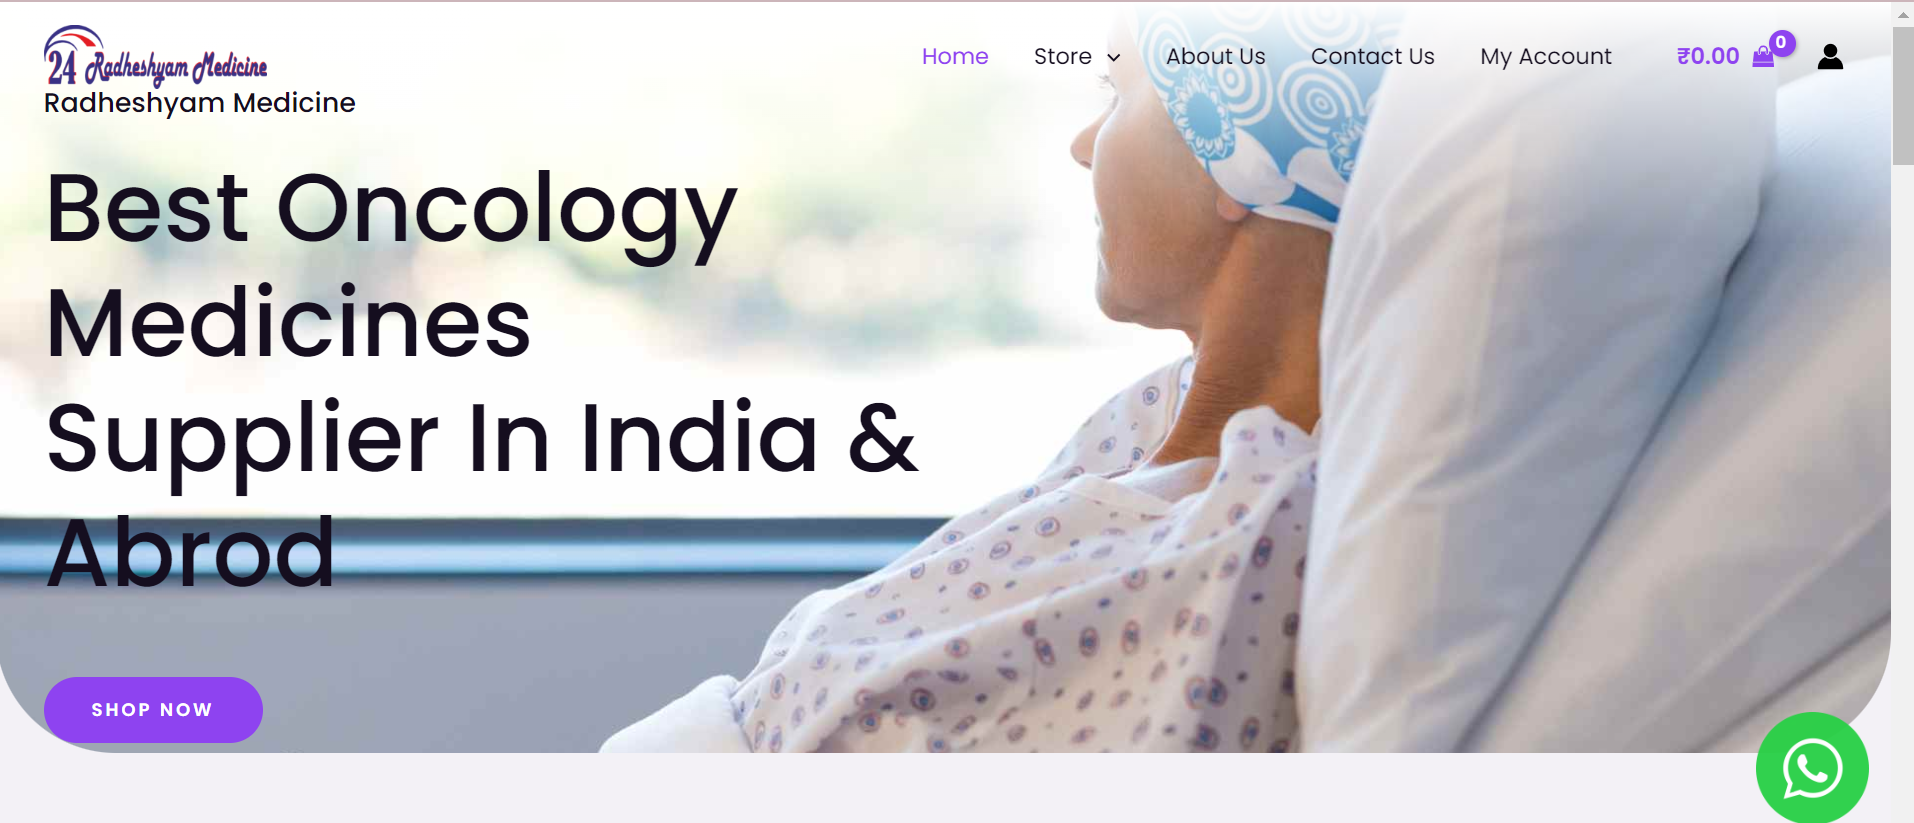 24 Radheshyam Medicine
Radheshyam Medicine
Home Store About Us Contact Us My Account ₹0.00 0
Best Oncology
Medicines
Supplier In India &
Abrod
SHOP NOW